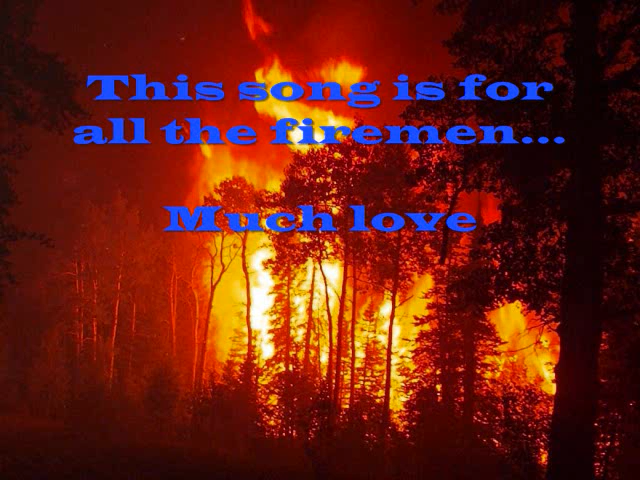 This song is for
all the firemen...
Much love